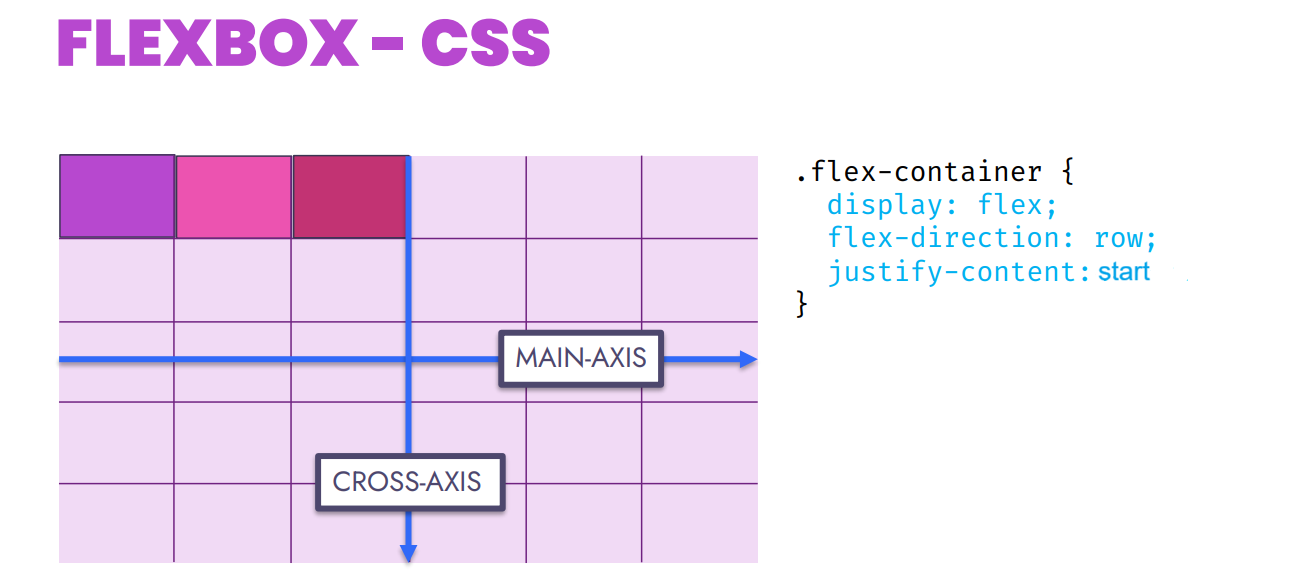 FLEXBOX – CSS
.flex-container {
display: flex;
flex-direction: row;
justify-content: start
}
MAIN-AXIS
CROSS-AXIS